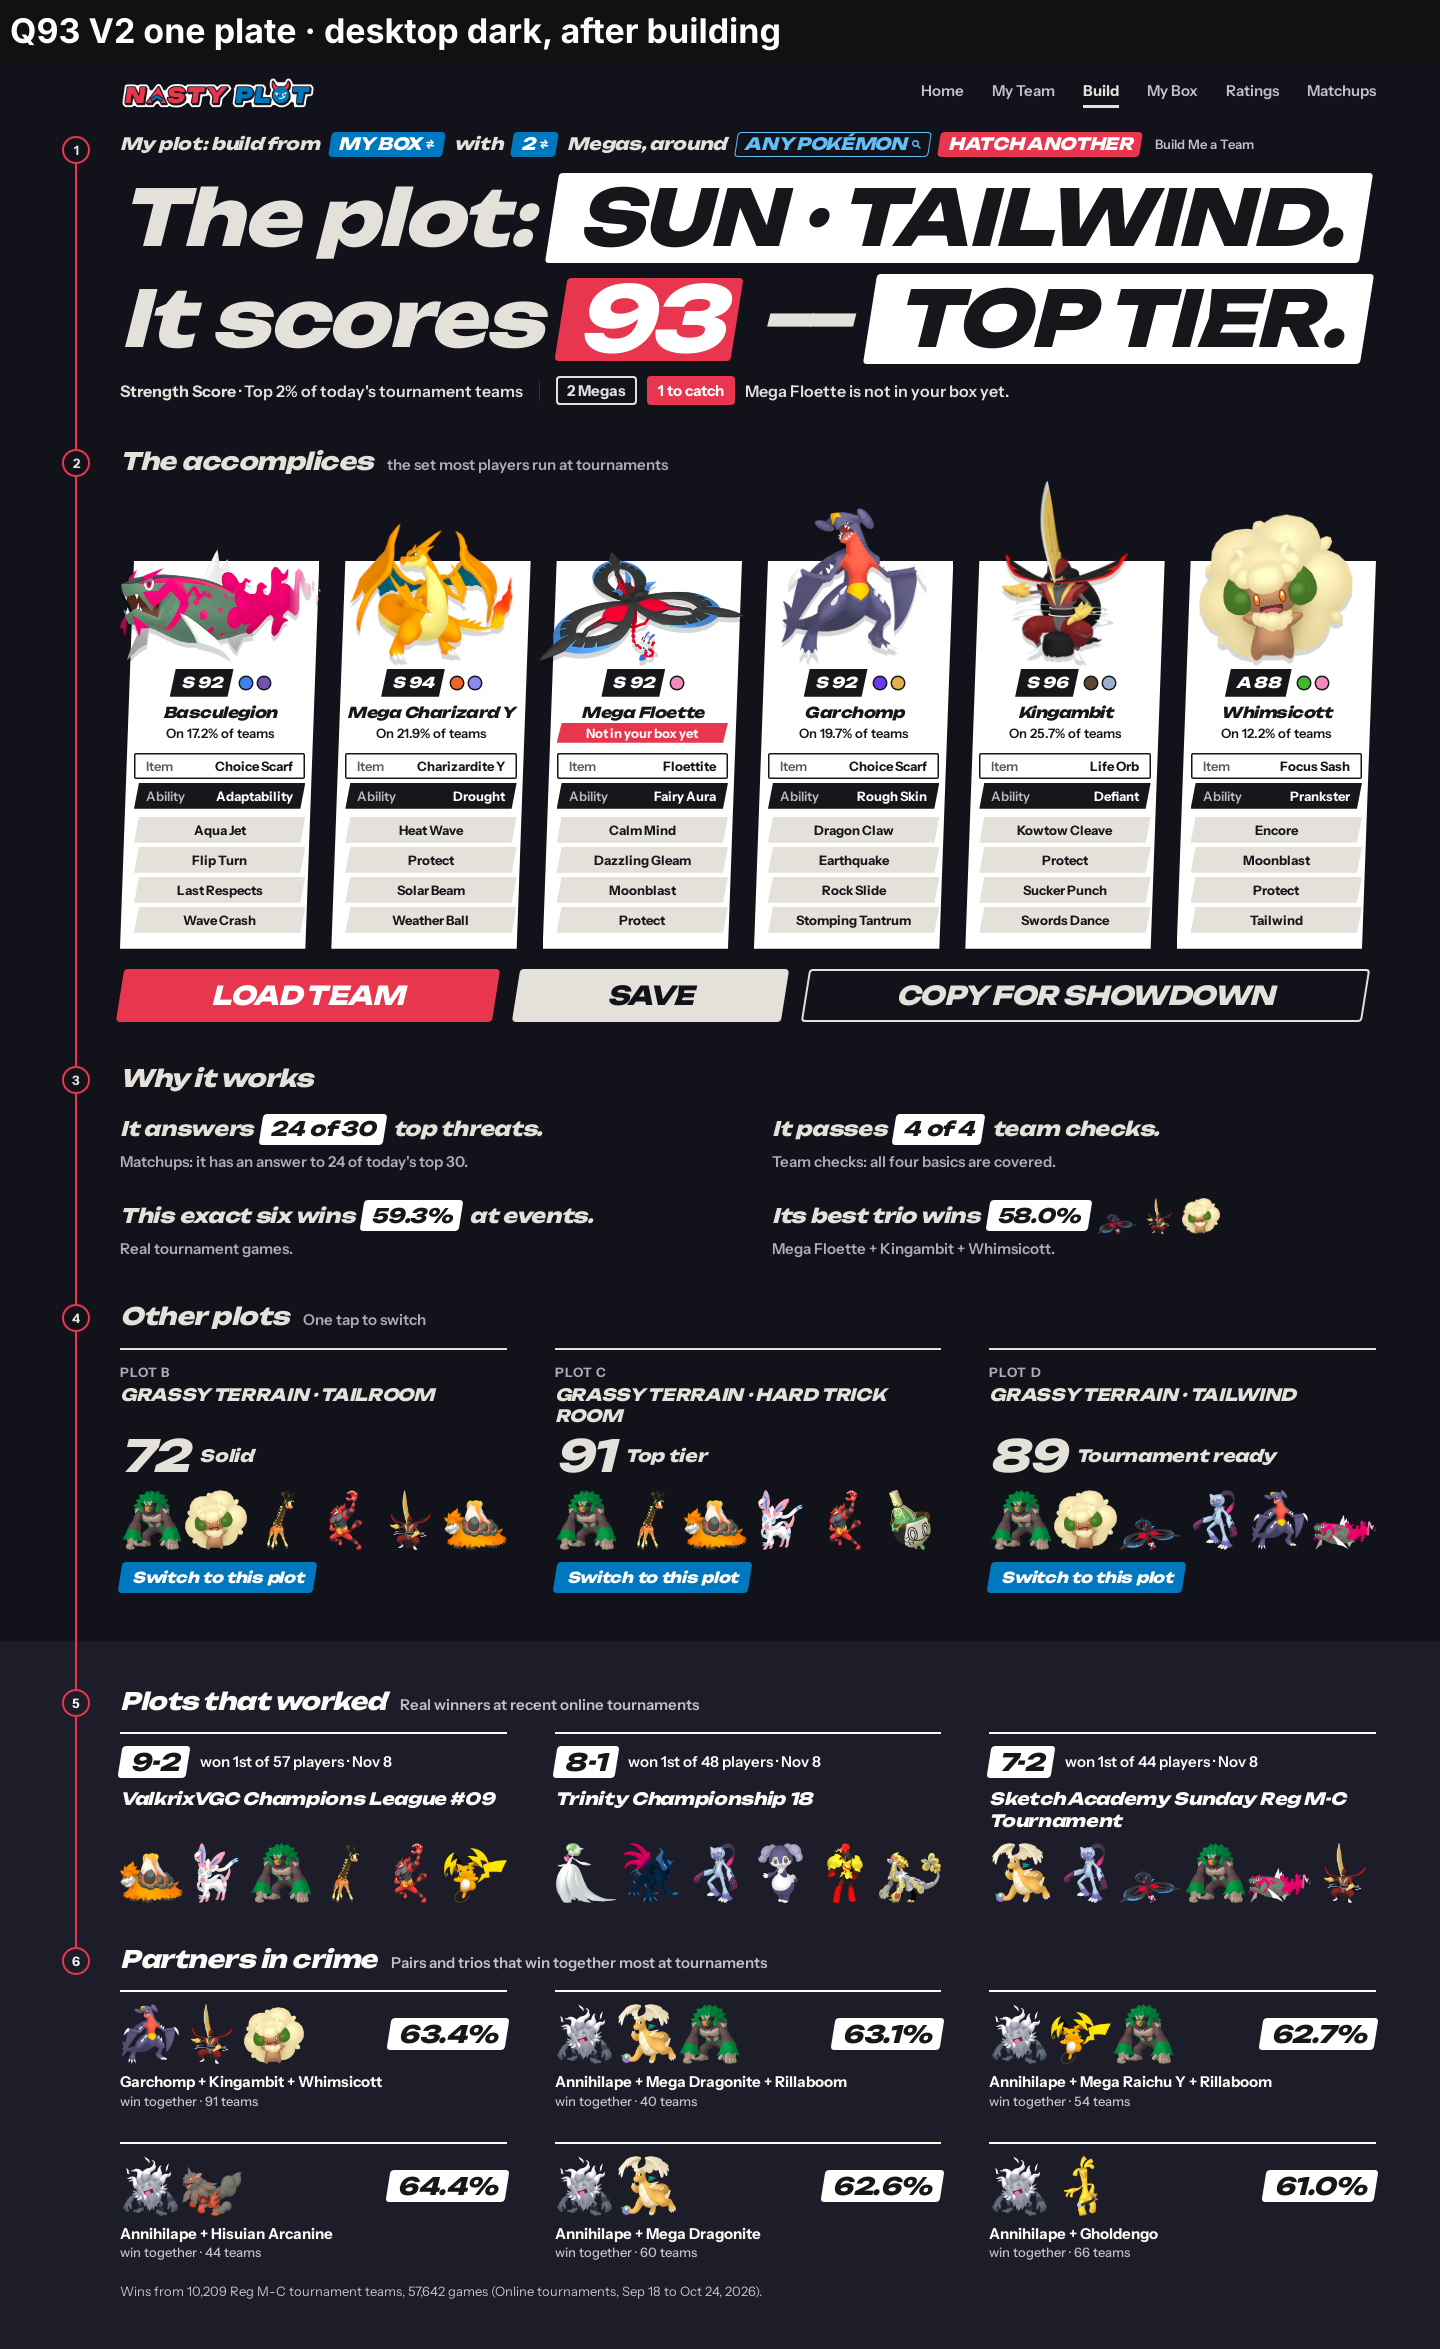 Q93 V2 one plate · desktop dark, after building
NASTY PLOT
Home My Team Build My Box Ratings Matchups
1
My plot: build from MY BOX with 2 Megas, around ANY POKÉMON HATCH ANOTHER Build Me a Team
The plot: SUN · TAILWIND.
It scores 93 — TOP TIER.
Strength Score · Top 2% of today's tournament teams 2 Megas 1 to catch Mega Floette is not in your box yet.
2
The accomplices the set most players run at tournaments
S 92 S 94 S 92 S 92 S 96 A 88
Basculegion Mega Charizard Y Mega Floette Garchomp Kingambit Whimsicott
On 17.2% of teams On 21.9% of teams Not in your box yet On 19.7% of teams On 25.7% of teams On 12.2% of teams
Item Choice Scarf Item Charizardite Y Item Floettite Item Choice Scarf Item Life Orb Item Focus Sash
Ability Adaptability Ability Drought Ability Fairy Aura Ability Rough Skin Ability Defiant Ability Prankster
Aqua Jet Heat Wave Calm Mind Dragon Claw Kowtow Cleave Encore
Flip Turn Protect Dazzling Gleam Earthquake Protect Moonblast
Last Respects Solar Beam Moonblast Rock Slide Sucker Punch Protect
Wave Crash Weather Ball Protect Stomping Tantrum Swords Dance Tailwind
LOAD TEAM SAVE COPY FOR SHOWDOWN
3
Why it works
It answers 24 of 30 top threats. It passes 4 of 4 team checks.
Matchups: it has an answer to 24 of today's top 30. Team checks: all four basics are covered.
This exact six wins 59.3% at events. Its best trio wins 58.0%
Real tournament games. Mega Floette + Kingambit + Whimsicott.
4
Other plots One tap to switch
PLOT B PLOT C PLOT D
GRASSY TERRAIN · TAILROOM GRASSY TERRAIN · HARD TRICK ROOM GRASSY TERRAIN · TAILWIND
72 Solid 91 Top tier 89 Tournament ready
Switch to this plot Switch to this plot Switch to this plot
5
Plots that worked Real winners at recent online tournaments
9-2 won 1st of 57 players · Nov 8 8-1 won 1st of 48 players · Nov 8 7-2 won 1st of 44 players · Nov 8
ValkrixVGC Champions League #09 Trinity Championship 18 Sketch Academy Sunday Reg M-C Tournament
6
Partners in crime Pairs and trios that win together most at tournaments
63.4% 63.1% 62.7%
Garchomp + Kingambit + Whimsicott Annihilape + Mega Dragonite + Rillaboom Annihilape + Mega Raichu Y + Rillaboom
win together · 91 teams win together · 40 teams win together · 54 teams
64.4% 62.6% 61.0%
Annihilape + Hisuian Arcanine Annihilape + Mega Dragonite Annihilape + Gholdengo
win together · 44 teams win together · 60 teams win together · 66 teams
Wins from 10,209 Reg M-C tournament teams, 57,642 games (Online tournaments, Sep 18 to Oct 24, 2026).